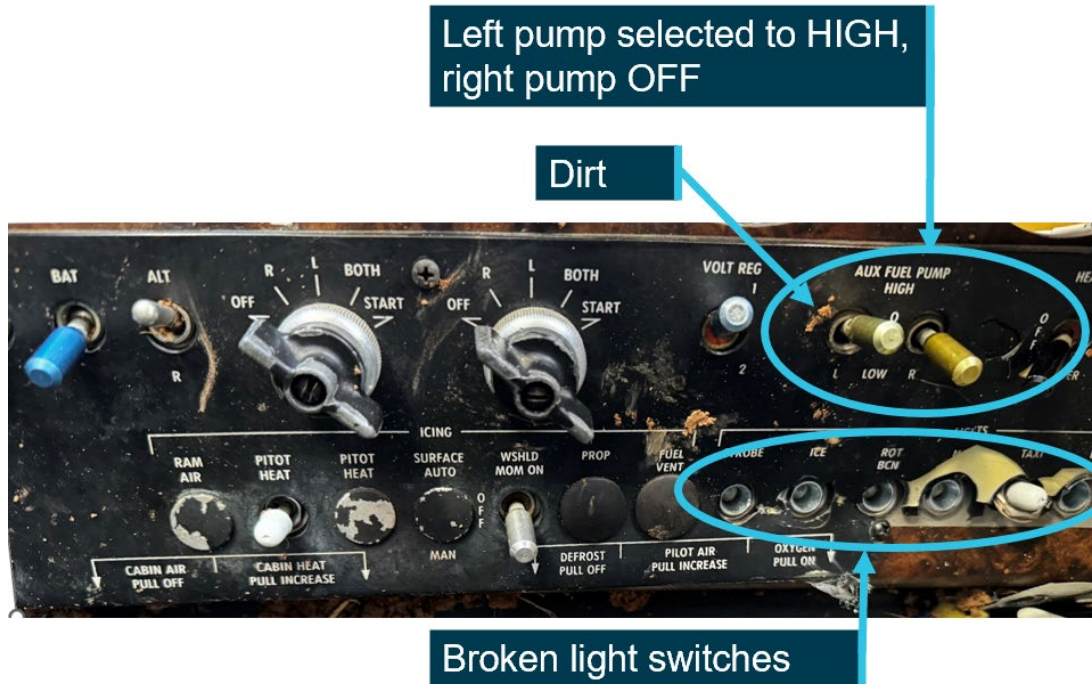 Left pump selected to HIGH,
right pump OFF
Dirt
BAT
ALT
R
OFF R L BOTH START
OFF R L BOTH START
VOLT REG
1
2
AUX FUEL PUMP
HIGH
O
L LOW R
OFF
ICING
RAM
AIR
PITOT
HEAT
PITOT
HEAT
SURFACE
AUTO
MAN
WSHLD
MOM ON
OFF
PROP
FUEL
VENT
ICE
ROT
BCN
TAXI
CABIN AIR
PULL OFF
CABIN HEAT
PULL INCREASE
DEFROST
PULL OFF
PILOT AIR
PULL INCREASE
OXYGEN
PULL ON
Broken light switches